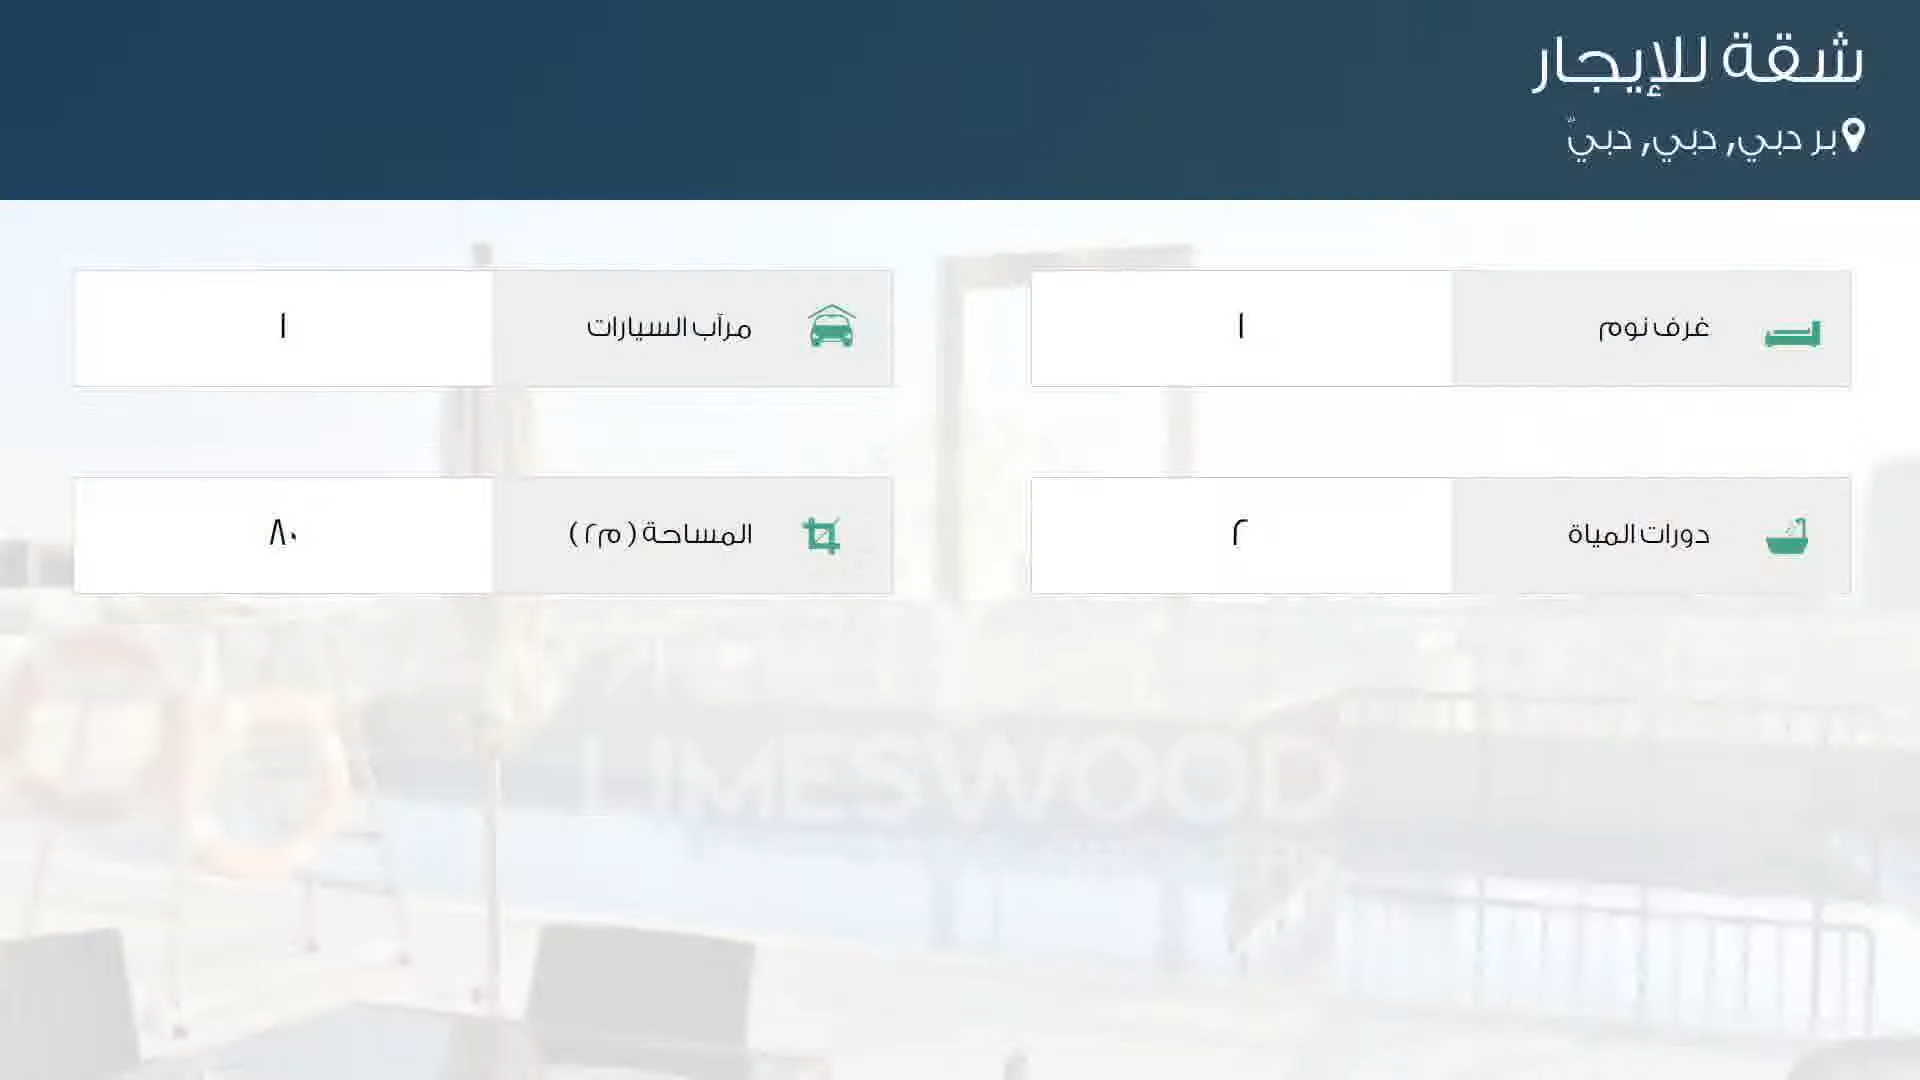 شقة للإيجار
بر دبي, دبي, دبيّ
غرف نوم
١
مرآب السيارات
١
دورات المياة
٢
المساحة ( م٢ )
٨٠
LIMESWOOD